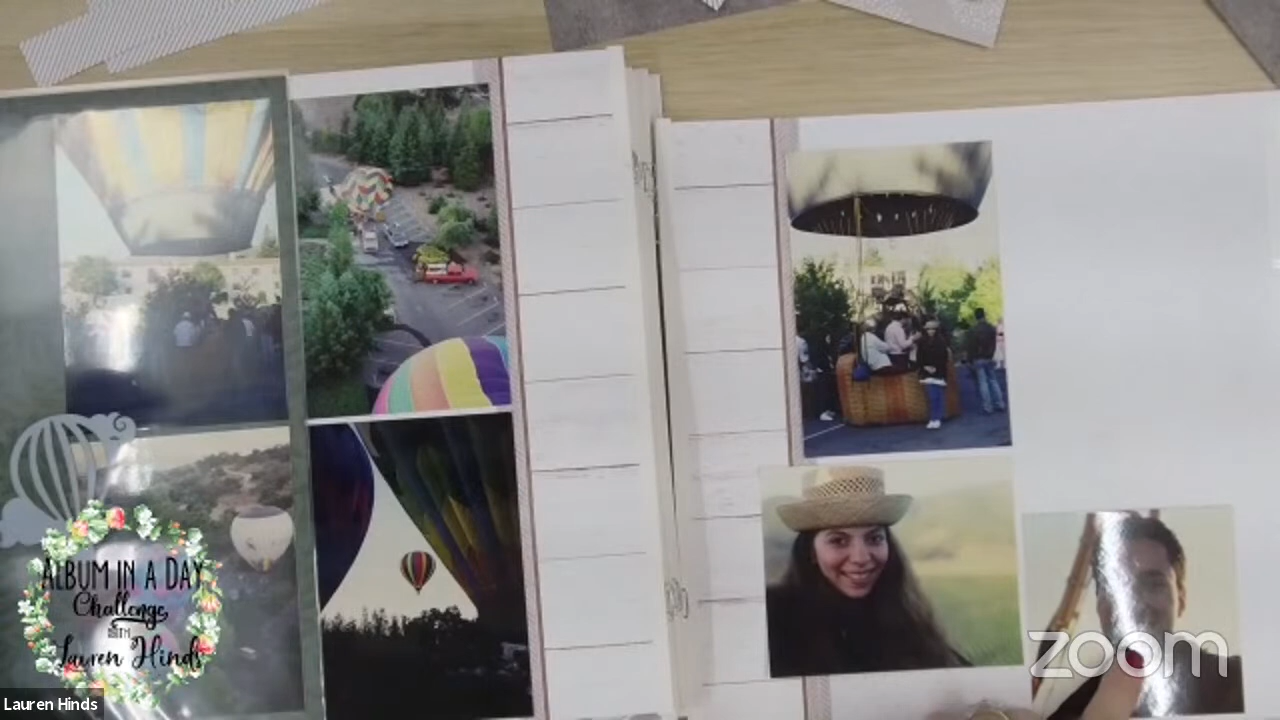 ALBUM IN A DAY
Challenge
WITH
Lauren Hinds
Lauren Hinds
zoom